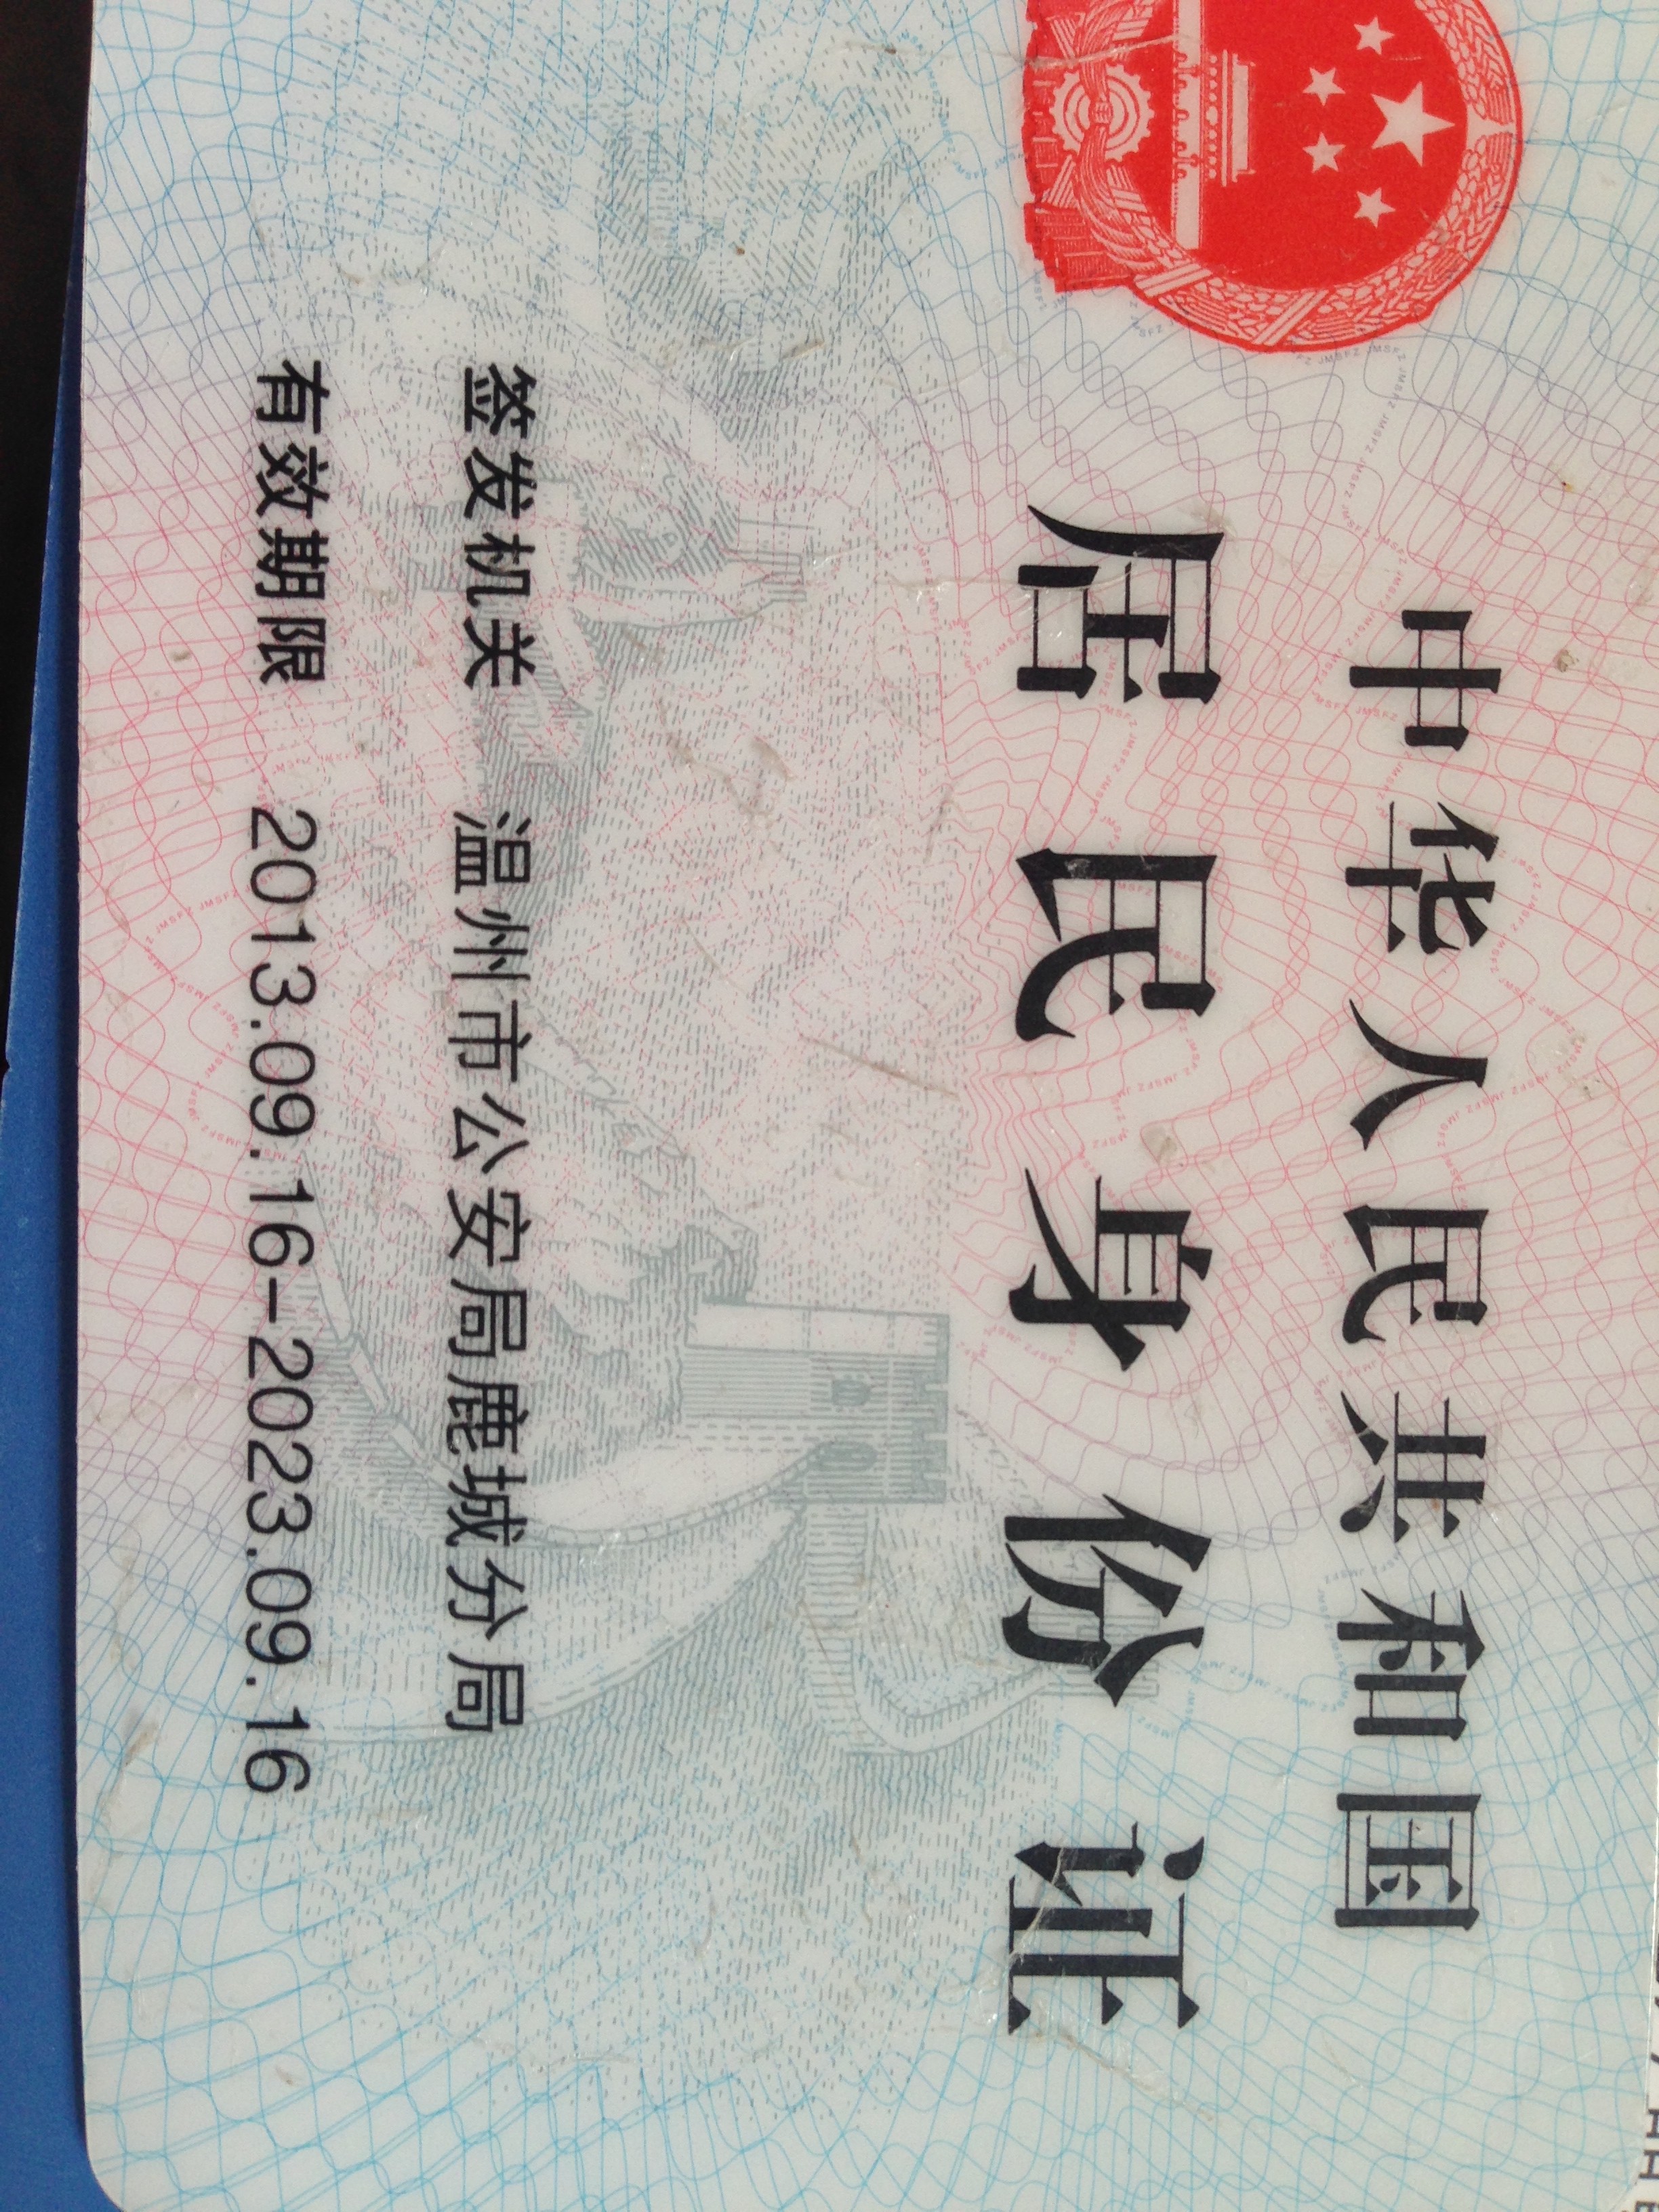 中华人民共和国
居民身份证
签发机关 温州市公安局鹿城分局
有效期限 2013.09.16-2023.09.16